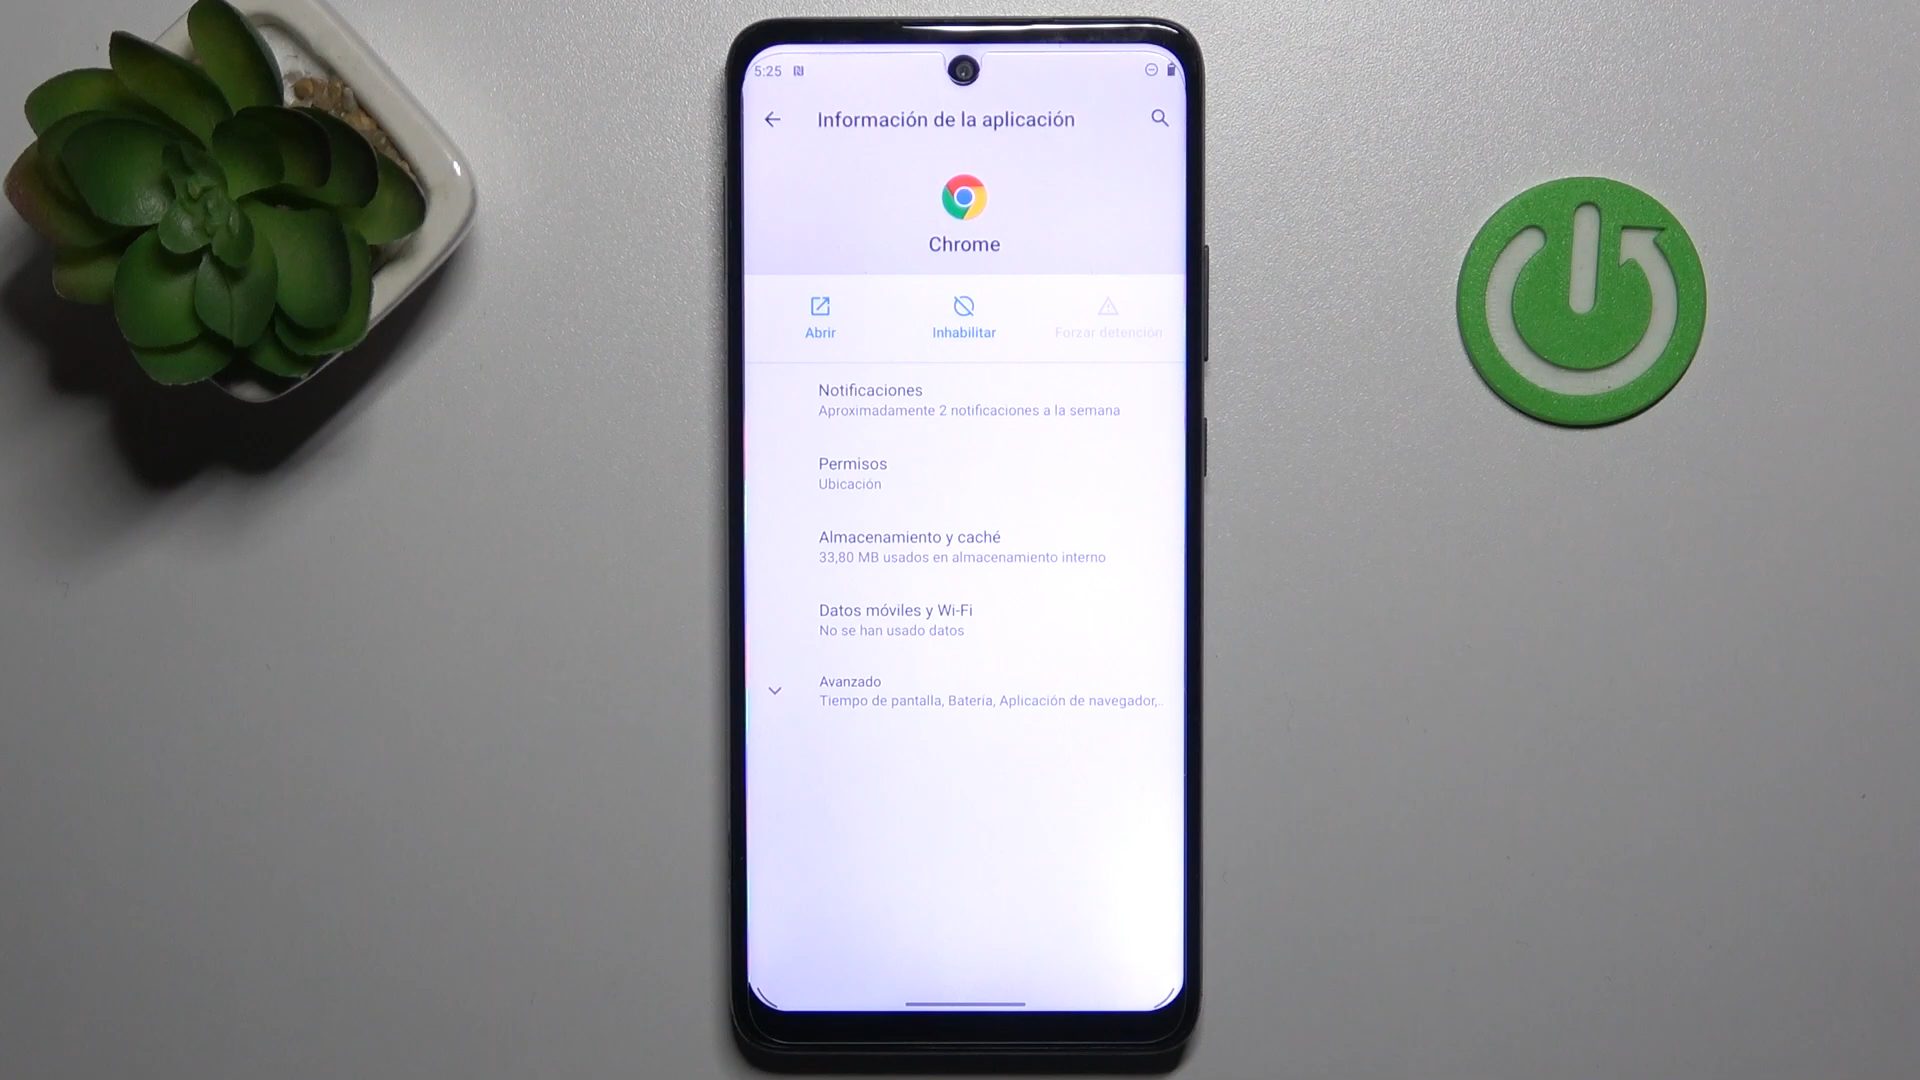 5:25
Información de la aplicación
Chrome
Abrir
Inhabilitar
Forzar detención
Notificaciones
Aproximadamente 2 notificaciones a la semana
Permisos
Ubicación
Almacenamiento y caché
33,80 MB usados en almacenamiento interno
Datos móviles y Wi-Fi
No se han usado datos
Avanzado
Tiempo de pantalla, Batería, Aplicación de navegador,..